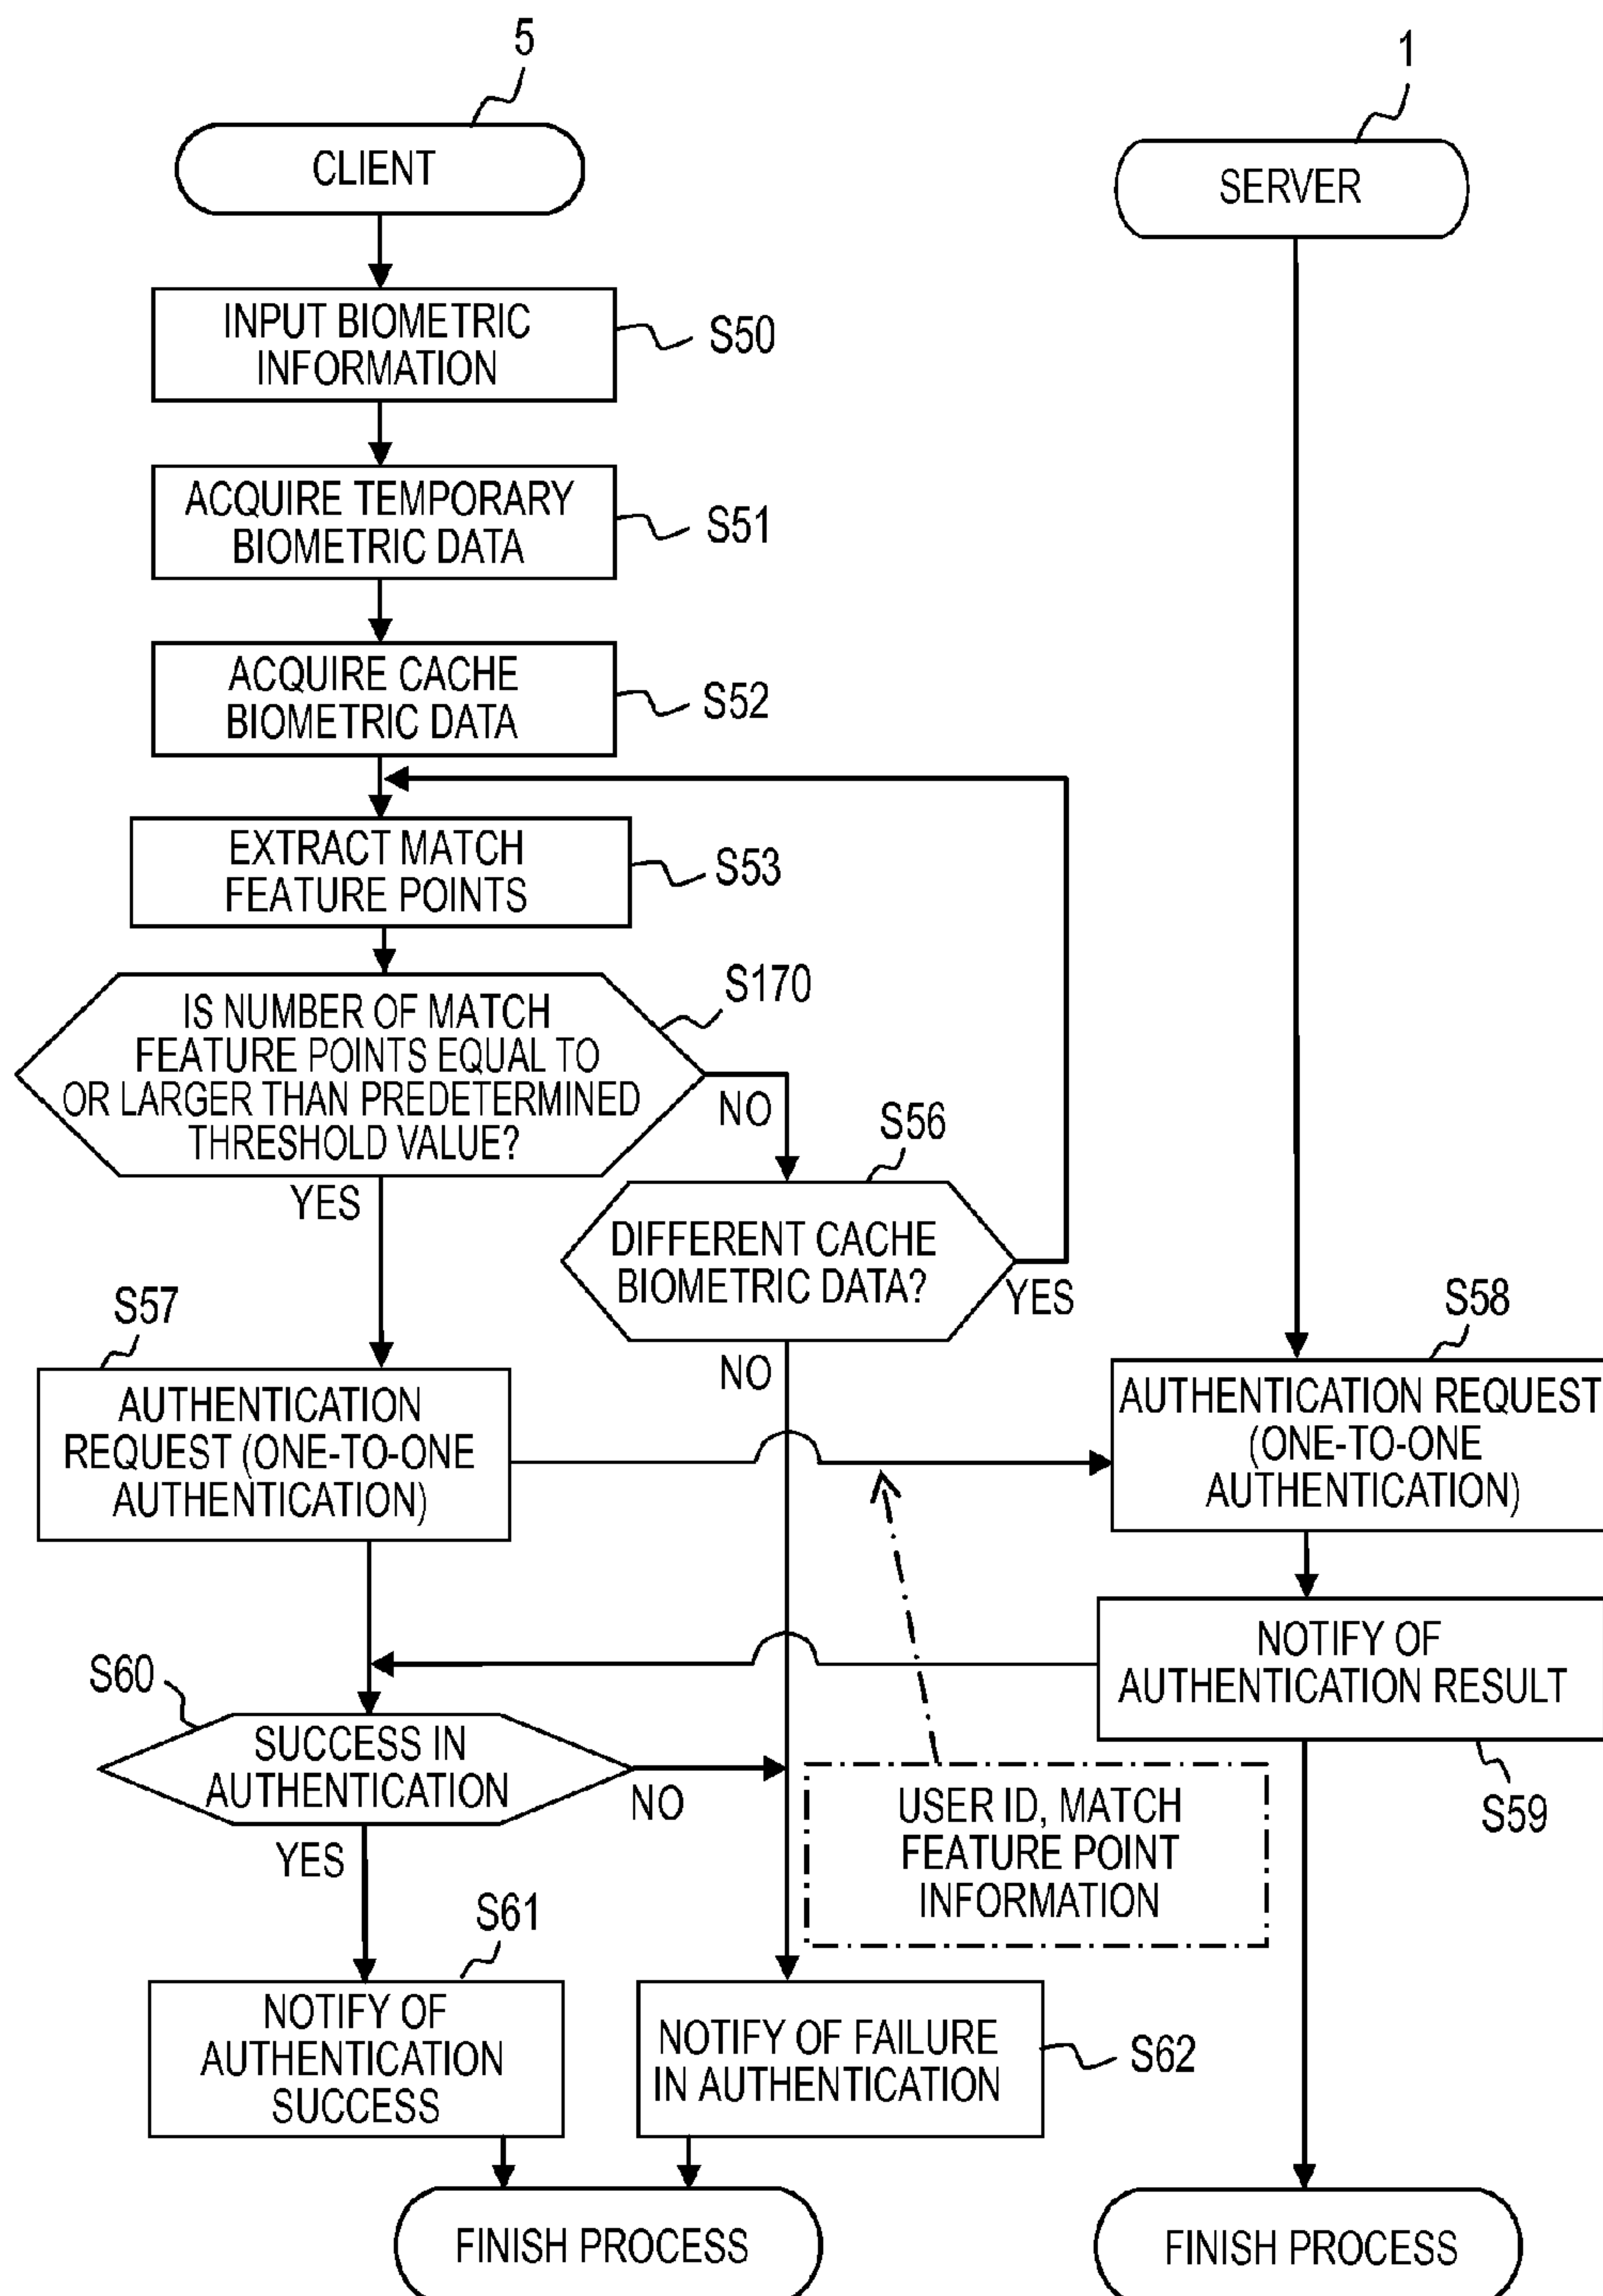 5
1
CLIENT
SERVER
INPUT BIOMETRIC
INFORMATION
S50
ACQUIRE TEMPORARY
BIOMETRIC DATA
S51
ACQUIRE CACHE
BIOMETRIC DATA
S52
EXTRACT MATCH
FEATURE POINTS
S53
S170
IS NUMBER OF MATCH
FEATURE POINTS EQUAL TO
OR LARGER THAN PREDETERMINED
THRESHOLD VALUE?
NO
YES
S56
DIFFERENT CACHE
BIOMETRIC DATA?
YES
NO
S57
AUTHENTICATION
REQUEST (ONE-TO-ONE
AUTHENTICATION)
S58
AUTHENTICATION REQUEST
(ONE-TO-ONE
AUTHENTICATION)
NOTIFY OF
AUTHENTICATION RESULT
S59
S60
SUCCESS IN
AUTHENTICATION
NO
YES
USER ID, MATCH
FEATURE POINT
INFORMATION
S61
NOTIFY OF
AUTHENTICATION
SUCCESS
NOTIFY OF FAILURE
IN AUTHENTICATION
S62
FINISH PROCESS
FINISH PROCESS